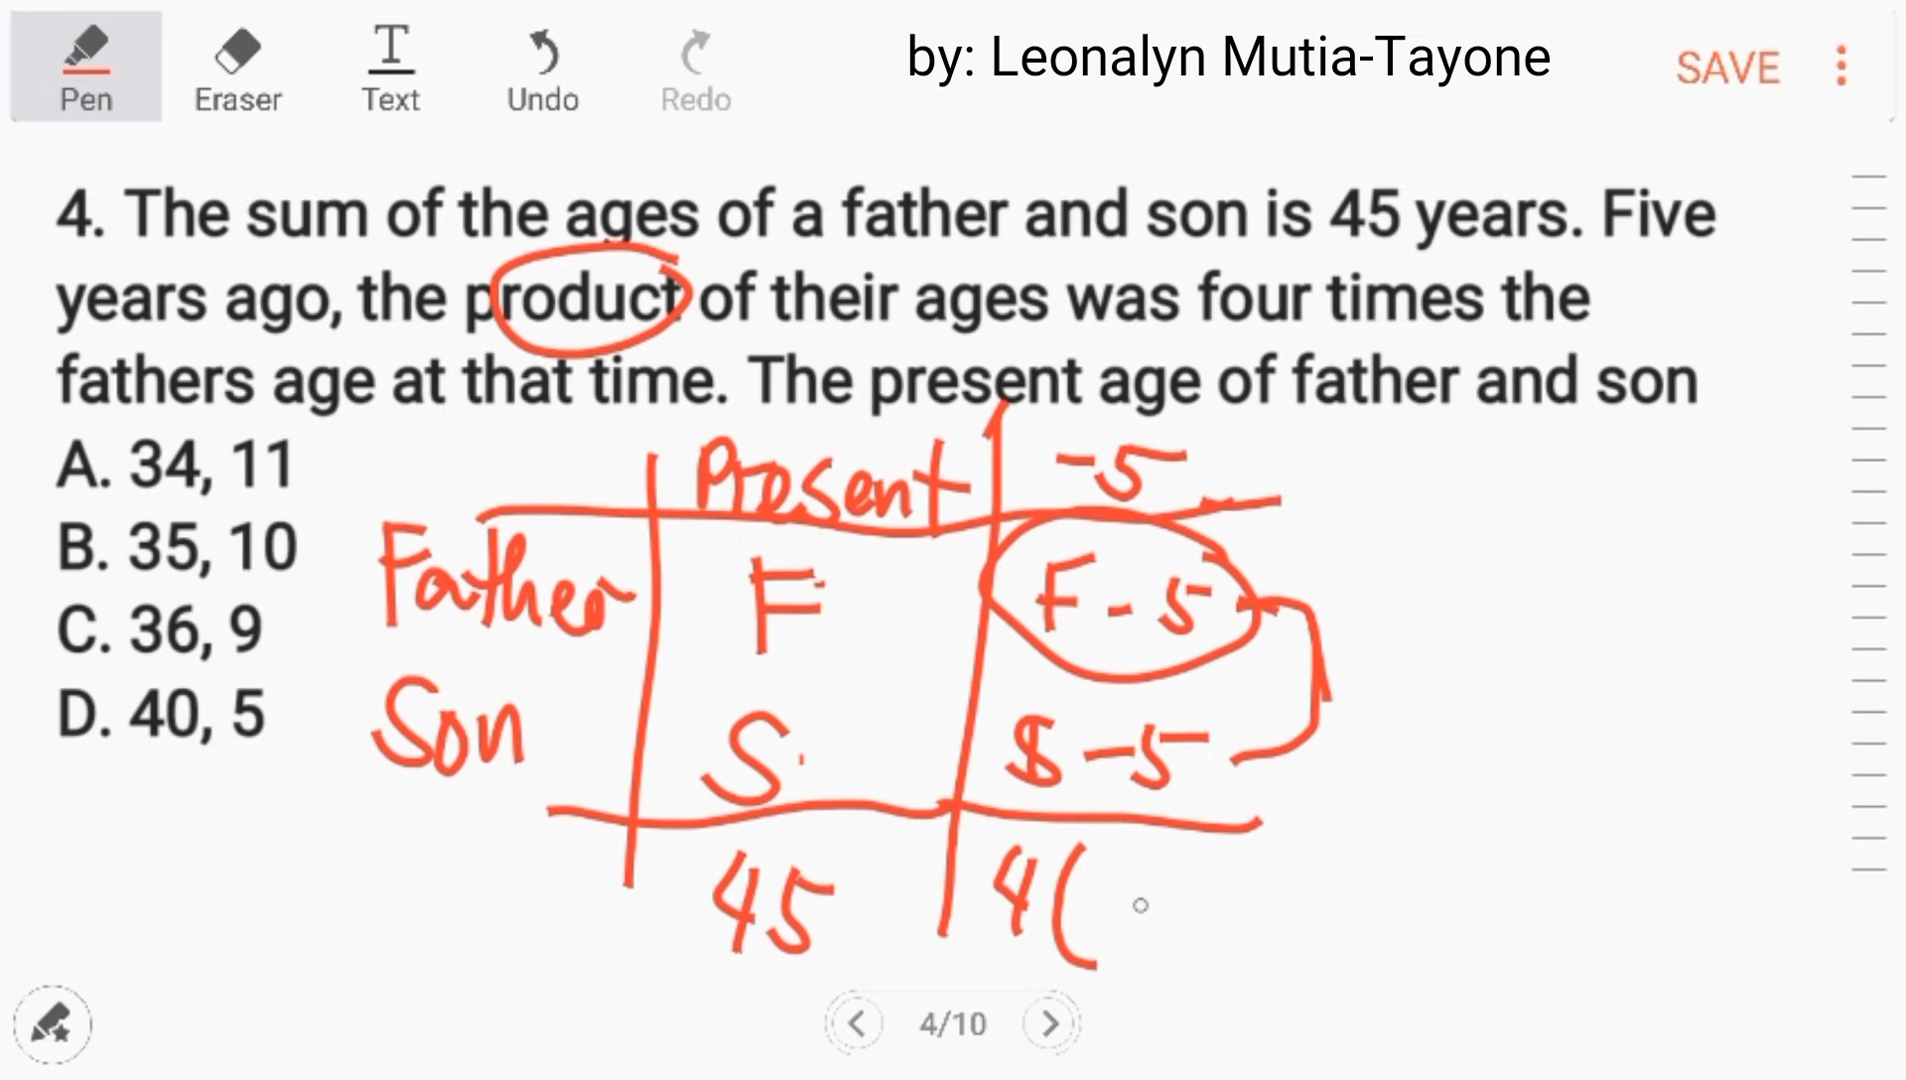 by: Leonalyn Mutia-Tayone
SAVE
Pen
Eraser
T
Text
Undo
Redo
4. The sum of the ages of a father and son is 45 years. Five
years ago, the product of their ages was four times the
fathers age at that time. The present age of father and son
A. 34, 11
B. 35, 10
C. 36, 9
D. 40, 5
Present -5
Father F F - 5
Son S S - 5
45 4(
4/10